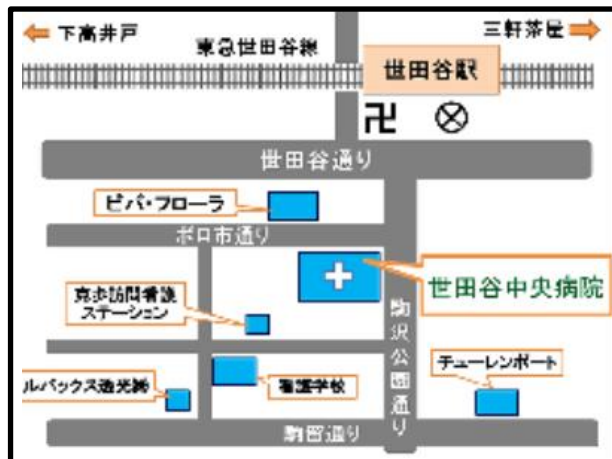 下高井戸
三軒茶屋
東急世田谷線
世田谷駅
世田谷通り
ビバ・フローラ
ボロ市通り
世田谷中央病院
訪問看護
ステーション
駒沢公園通り
チューレンポート
看護学校
駒留通り